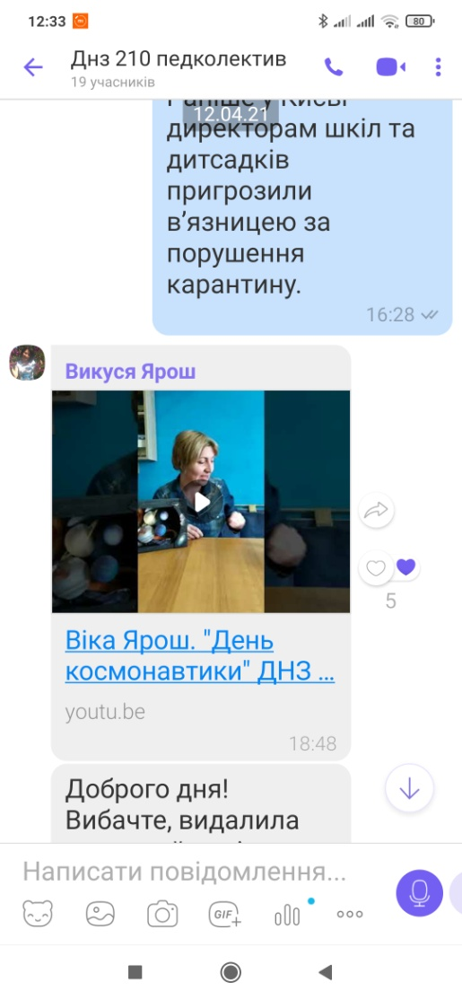 12:33
80
Днз 210 педколектив
19 учасників
12.04.21
Раніше у Києві
директорам шкіл та
дитсадків
пригрозили
в’язницею за
порушення
карантину.
16:28
Викуся Ярош
Віка Ярош. "День
космонавтики" ДНЗ ...
youtu.be
18:48
5
Доброго дня!
Вибачте, видалила
Написати повідомлення...
GIF